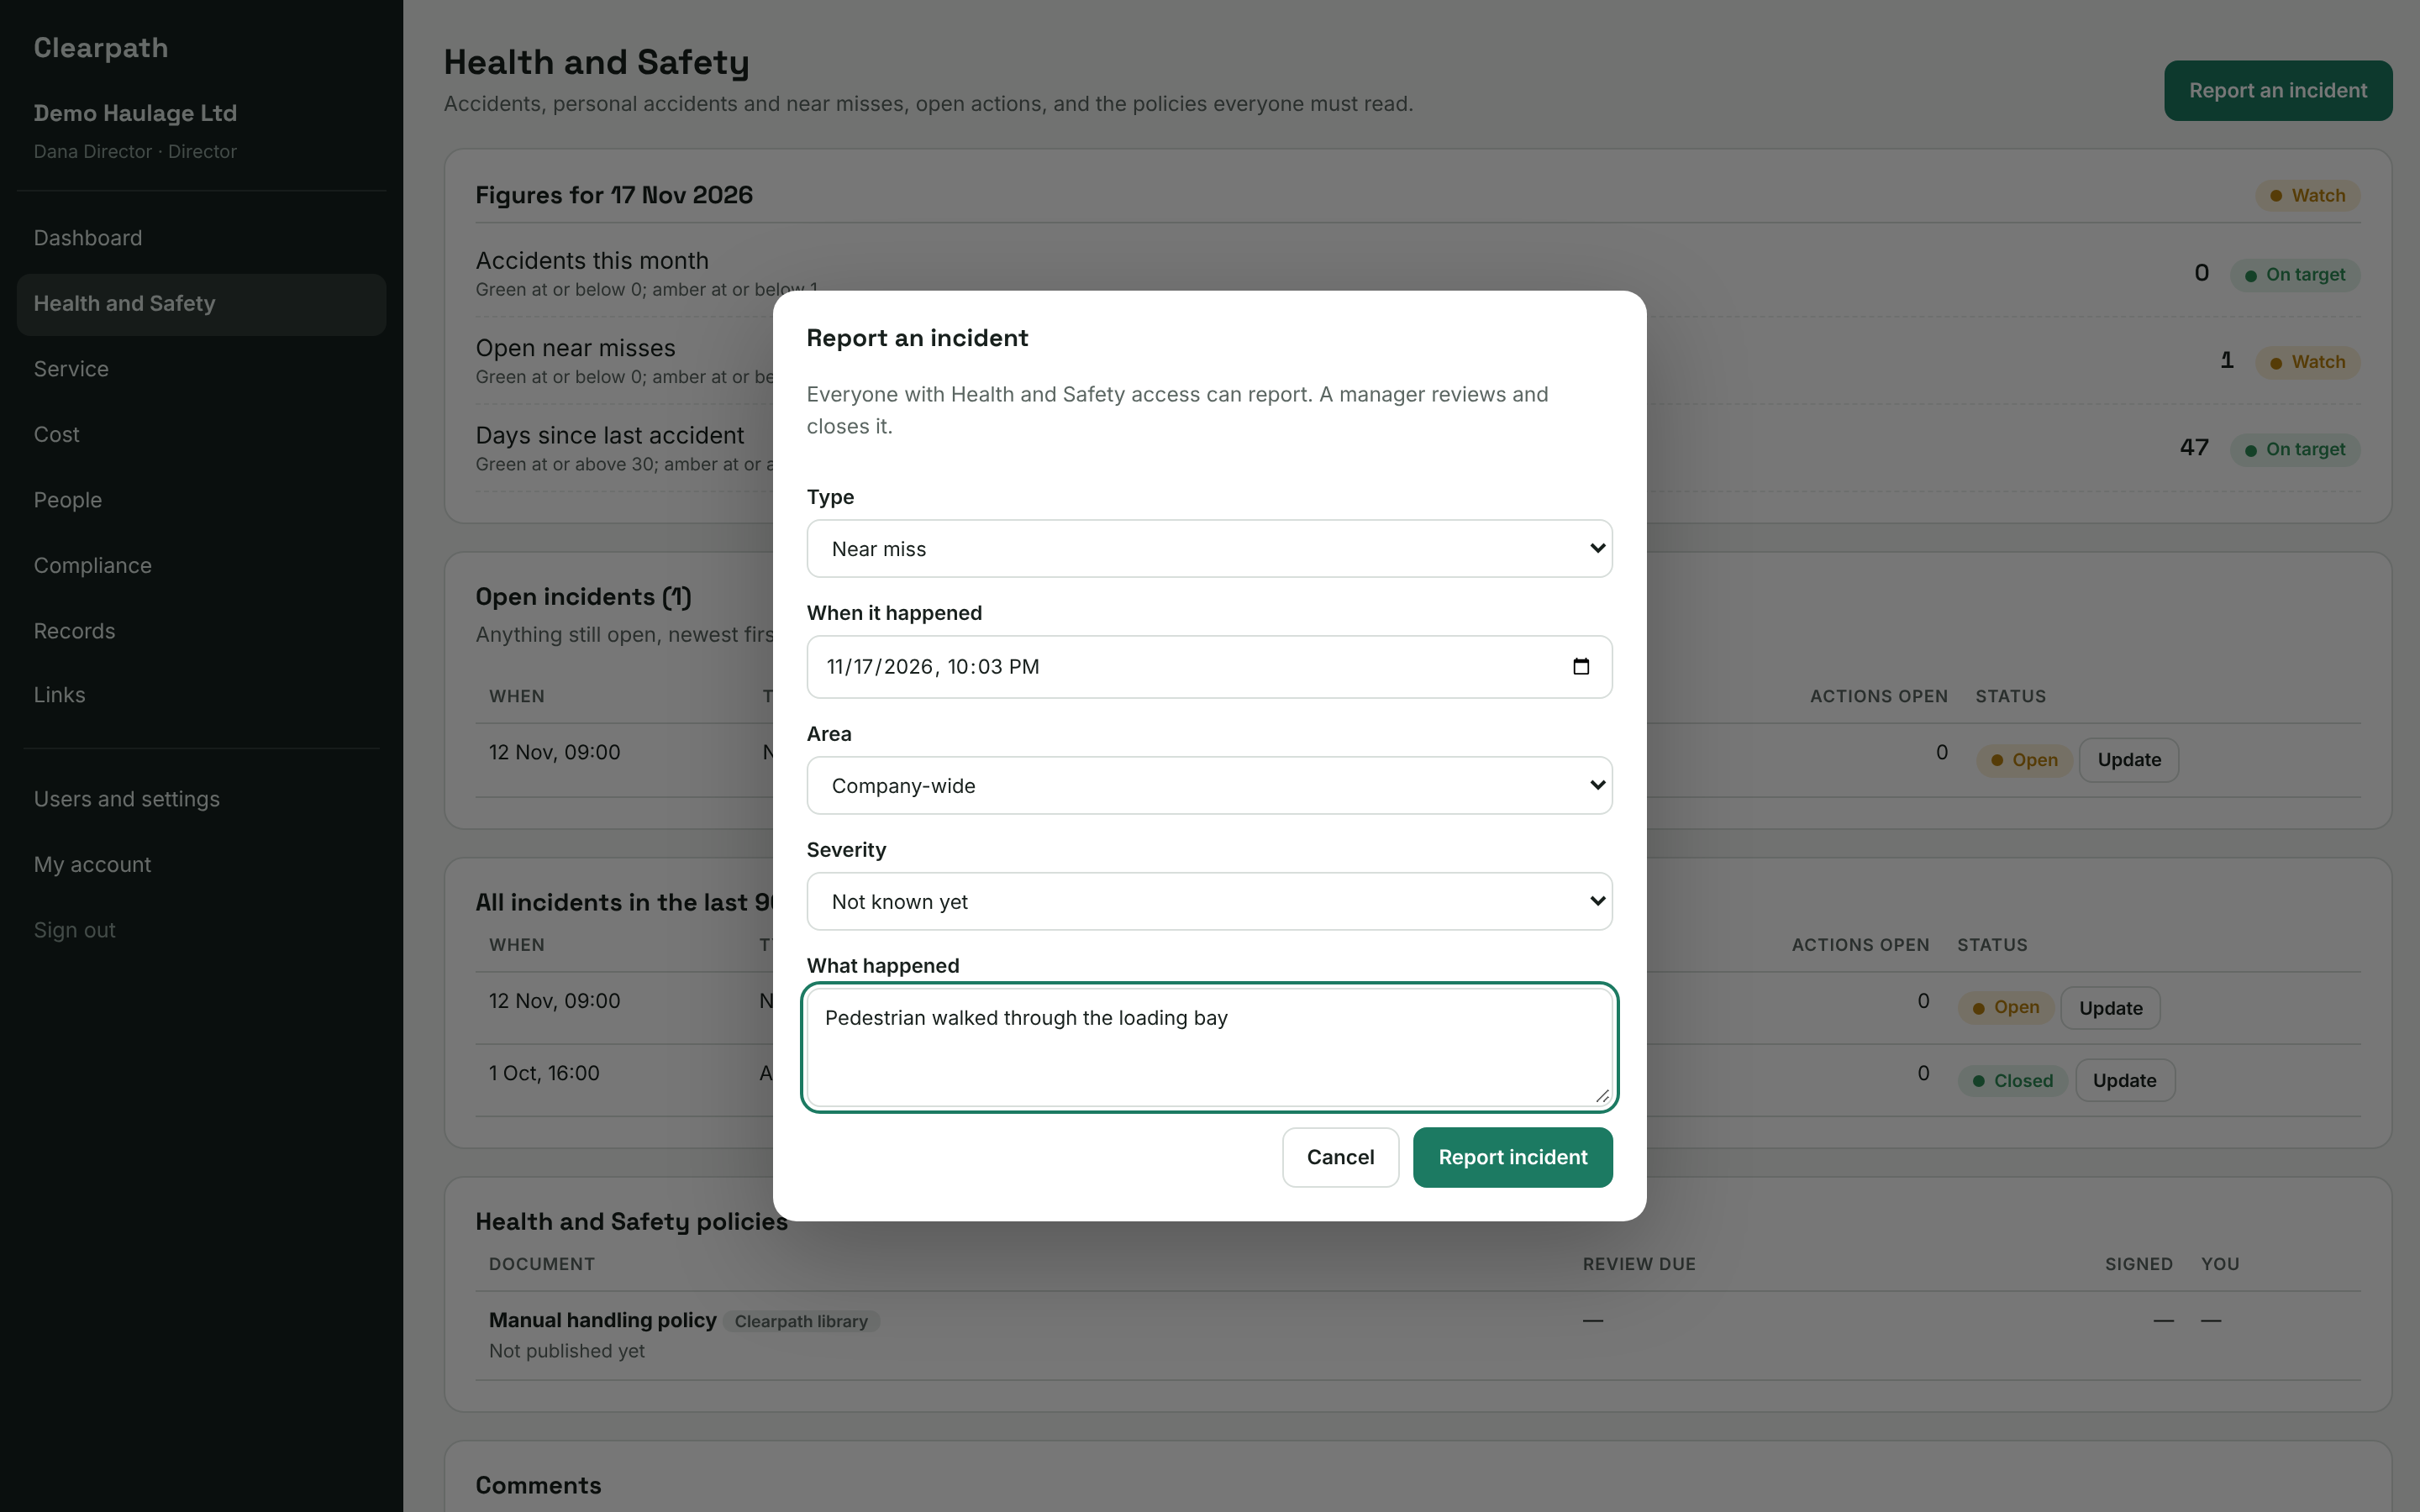 Clearpath
Demo Haulage Ltd
Dana Director · Director
Dashboard
Health and Safety
Service
Cost
People
Compliance
Records
Links
Users and settings
My account
Sign out
Health and Safety
Accidents, personal accidents and near misses, open actions, and the policies everyone must read.
Report an incident
Figures for 17 Nov 2026
Watch
Accidents this month
Green at or below 0; amber at or below 1
0
On target
Open near misses
Green at or below 0; amber at or
1
Watch
Days since last accident
Green at or above 30; amber at or
47
On target
Open incidents (1)
Anything still open, newest
WHEN
ACTIONS OPEN
STATUS
12 Nov, 09:00
0
Open
Update
All incidents in the last
WHEN
ACTIONS OPEN
STATUS
12 Nov, 09:00
0
Open
Update
1 Oct, 16:00
0
Closed
Update
Health and Safety policies
DOCUMENT
REVIEW DUE
SIGNED
YOU
Manual handling policy
Clearpath library
—
—
—
Not published yet
Comments
Report an incident
Everyone with Health and Safety access can report. A manager reviews and
closes it.
Type
Near miss
When it happened
11/17/2026, 10:03 PM
Area
Company-wide
Severity
Not known yet
What happened
Pedestrian walked through the loading bay
Cancel
Report incident